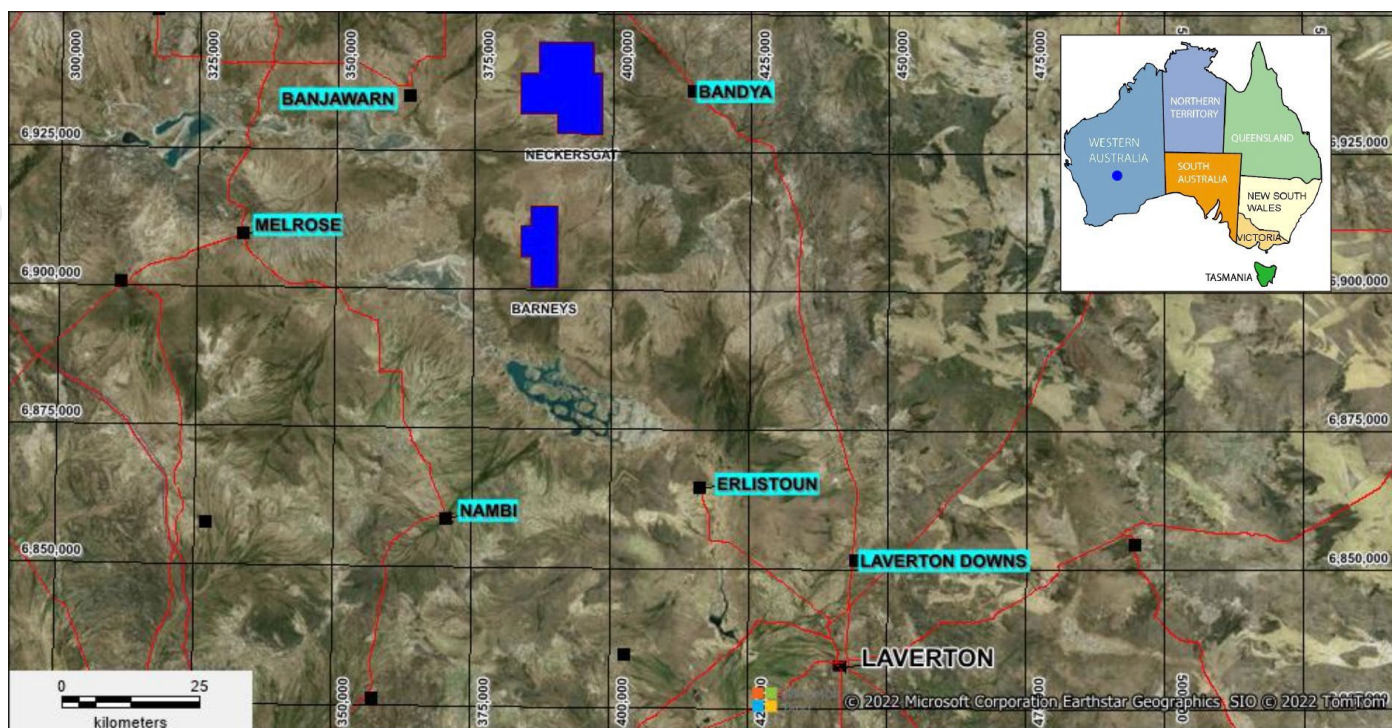 300,000
325,000
350,000
375,000
400,000
425,000
450,000
475,000
BANJAWARN
BANDYA
6,925,000
6,925,000
NECKERSGAT
MELROSE
6,900,000
6,900,000
BARNEYS
WESTERN
AUSTRALIA
NORTHERN
TERRITORY
QUEENSLAND
SOUTH
AUSTRALIA
NEW SOUTH
WALES
VICTORIA
TASMANIA
6,875,000
6,875,000
ERLISTOUN
NAMBI
6,850,000
6,850,000
LAVERTON DOWNS
LAVERTON
0
25
kilometers
350,000
375,000
400,000
© 2022 Microsoft Corporation Earthstar Geographics SIO © 2022 TomTom